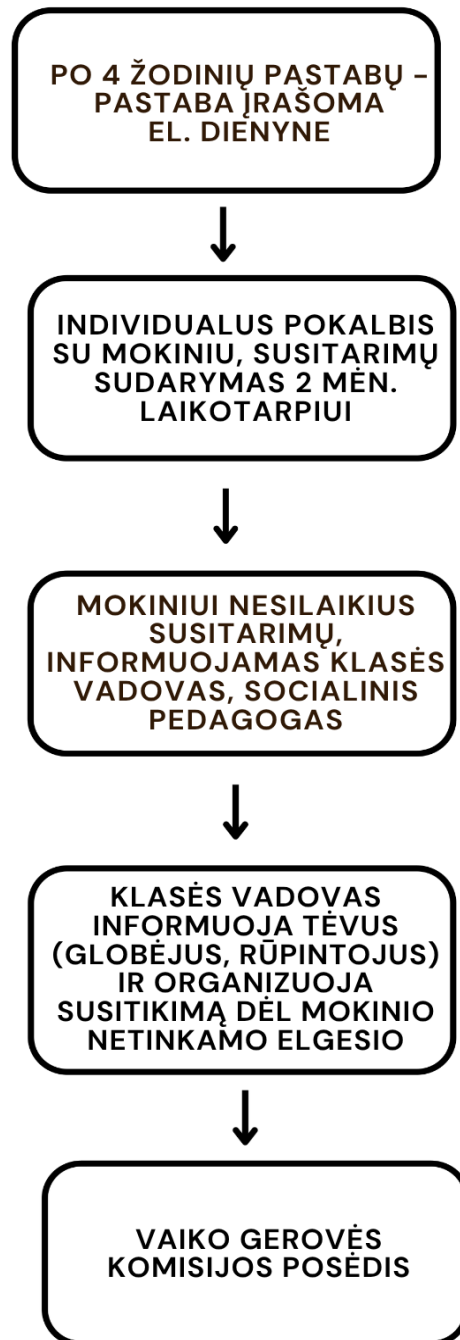 PO 4 ŽODINIŲ PASTABŲ –
PASTABA ĮRAŠOMA
EL. DIENYNE
INDIVIDUALUS POKALBIS
SU MOKINIU, SUSITARIMŲ
SUDARYMAS 2 MĖN.
LAIKOTARPIUI
MOKINIUI NESILAIKIUS
SUSITARIMŲ,
INFORMUOJAMAS KLASĖS
VADOVAS, SOCIALINIS
PEDAGOGAS
KLASĖS VADOVAS
INFORMUOJA TĖVUS
(GLOBĖJUS, RŪPINTOJUS)
IR ORGANIZUOJA
SUSITIKIMĄ DĖL MOKINIO
NETINKAMO ELGESIO
VAIKO GEROVĖS
KOMISIJOS POSĖDIS